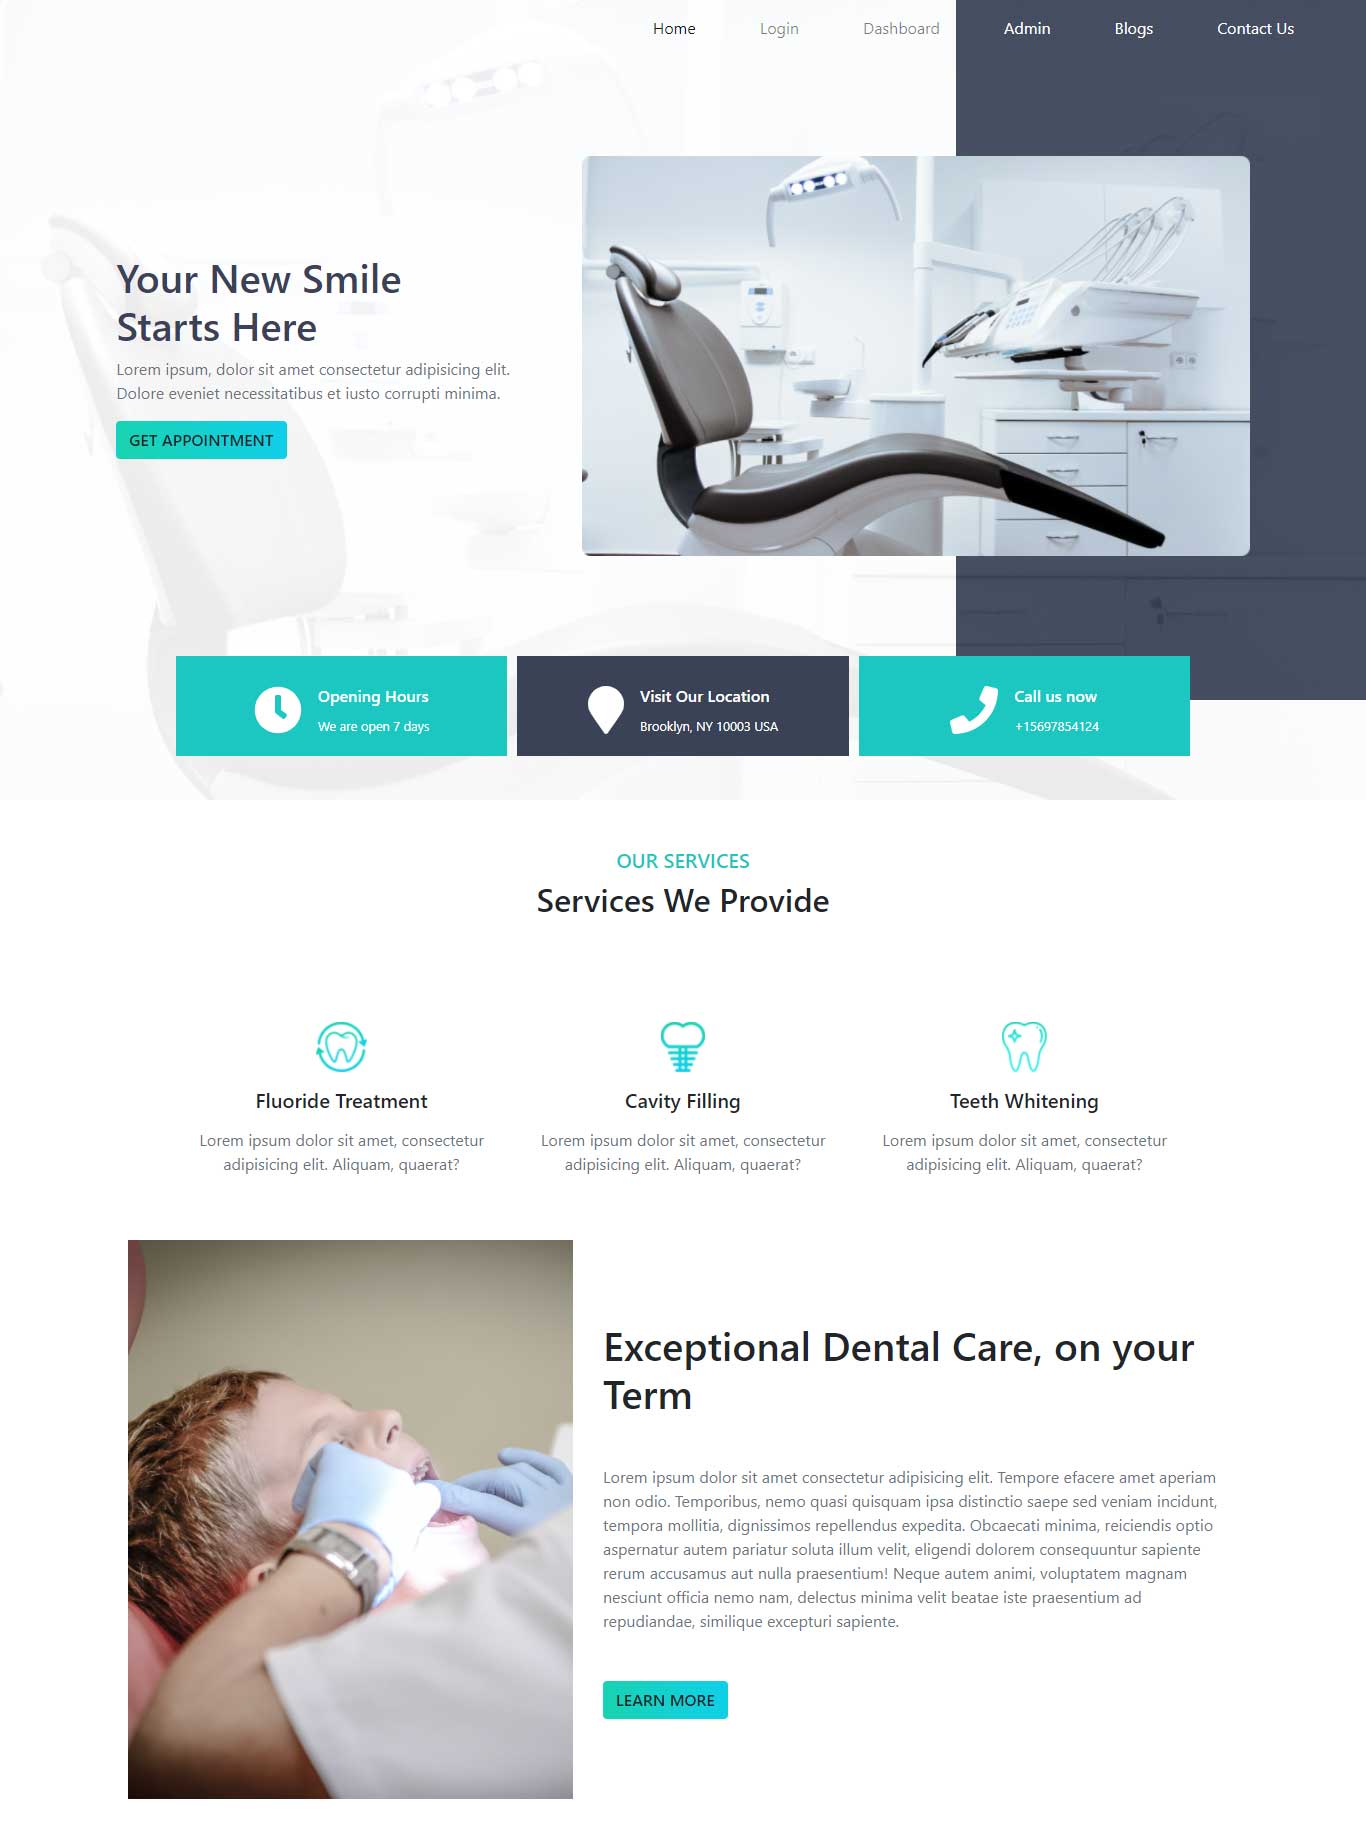 Home Login Dashboard Admin Blogs Contact Us
Your New Smile
Starts Here
Lorem ipsum, dolor sit amet consectetur adipisicing elit.
Dolore eveniet necessitatibus et iusto corrupti minima.
GET APPOINTMENT
Opening Hours
We are open 7 days
Visit Our Location
Brooklyn, NY 10003 USA
Call us now
+15697854124
OUR SERVICES
Services We Provide
Fluoride Treatment
Lorem ipsum dolor sit amet, consectetur
adipisicing elit. Aliquam, quaerat?
Cavity Filling
Lorem ipsum dolor sit amet, consectetur
adipisicing elit. Aliquam, quaerat?
Teeth Whitening
Lorem ipsum dolor sit amet, consectetur
adipisicing elit. Aliquam, quaerat?
Exceptional Dental Care, on your
Term
Lorem ipsum dolor sit amet consectetur adipisicing elit. Tempore efacere amet aperiam
non odio. Temporibus, nemo quasi quisquam ipsa distinctio saepe sed veniam incidunt,
tempora mollitia, dignissimos repellendus expedita. Obcaecati minima, reiciendis optio
aspernatur autem pariatur soluta illum velit, eligendi dolorem consequuntur sapiente
rerum accusamus aut nulla praesentium! Neque autem animi, voluptatem magnam
nesciunt officia nemo nam, delectus minima velit beatae iste praesentium ad
repudiandae, similique excepturi sapiente.
LEARN MORE